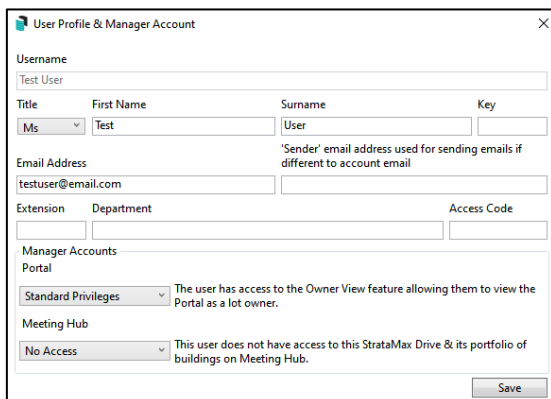 User Profile & Manager Account
Username
Test User
Title First Name Surname Key
Ms Test User
'Sender' email address used for sending emails if
Email Address different to account email
testuser@email.com
Extension Department Access Code
Manager Accounts
Portal
Standard Privileges The user has access to the Owner View feature allowing them to view the
Portal as a lot owner.
Meeting Hub
No Access This user does not have access to this StrataMax Drive & its portfolio of
buildings on Meeting Hub.
Save